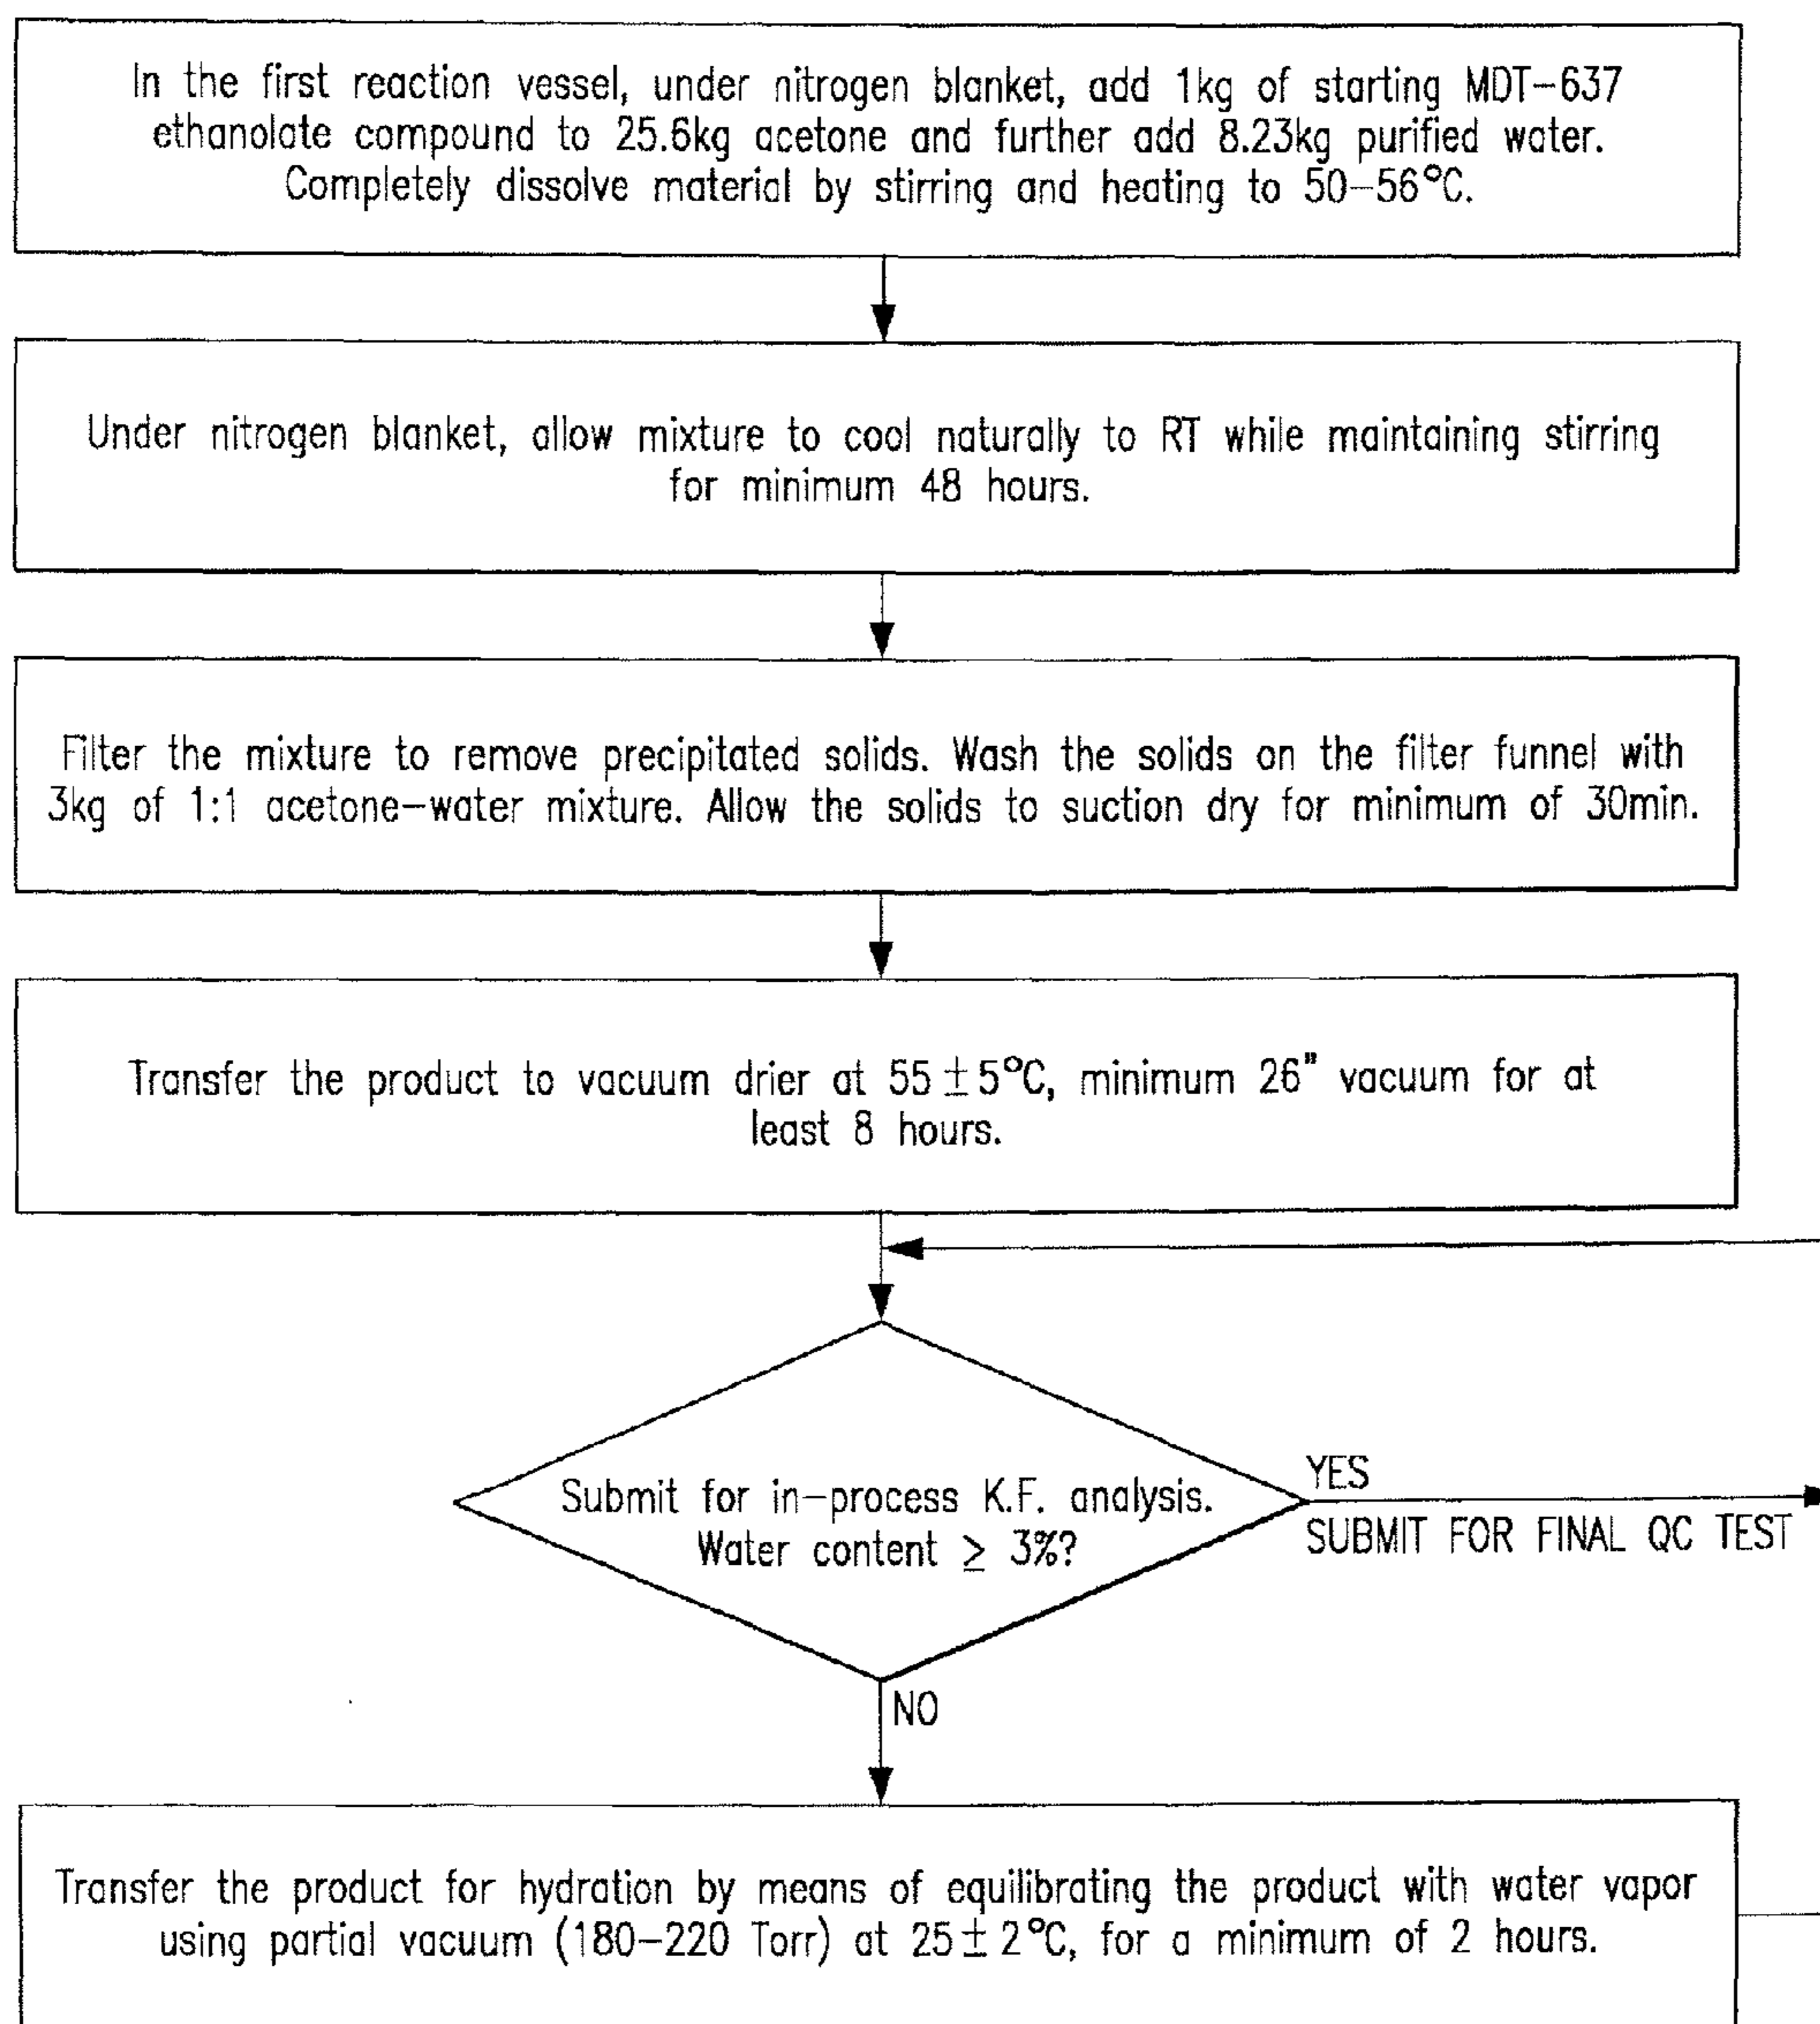 In the first reaction vessel, under nitrogen blanket, add 1kg of starting MDT-637
ethanolate compound to 25.6kg acetone and further add 8.23kg purified water.
Completely dissolve material by stirring and heating to 50-56°C.
Under nitrogen blanket, allow mixture to cool naturally to RT while maintaining stirring
for minimum 48 hours.
Filter the mixture to remove precipitated solids. Wash the solids on the filter funnel with
3kg of 1:1 acetone-water mixture. Allow the solids to suction dry for minimum of 30min.
Transfer the product to vacuum drier at 55±5°C, minimum 26" vacuum for at
least 8 hours.
Submit for in-process K.F. analysis.
Water content ≥ 3%?
YES
SUBMIT FOR FINAL QC TEST
NO
Transfer the product for hydration by means of equilibrating the product with water vapor
using partial vacuum (180-220 Torr) at 25±2°C, for a minimum of 2 hours.